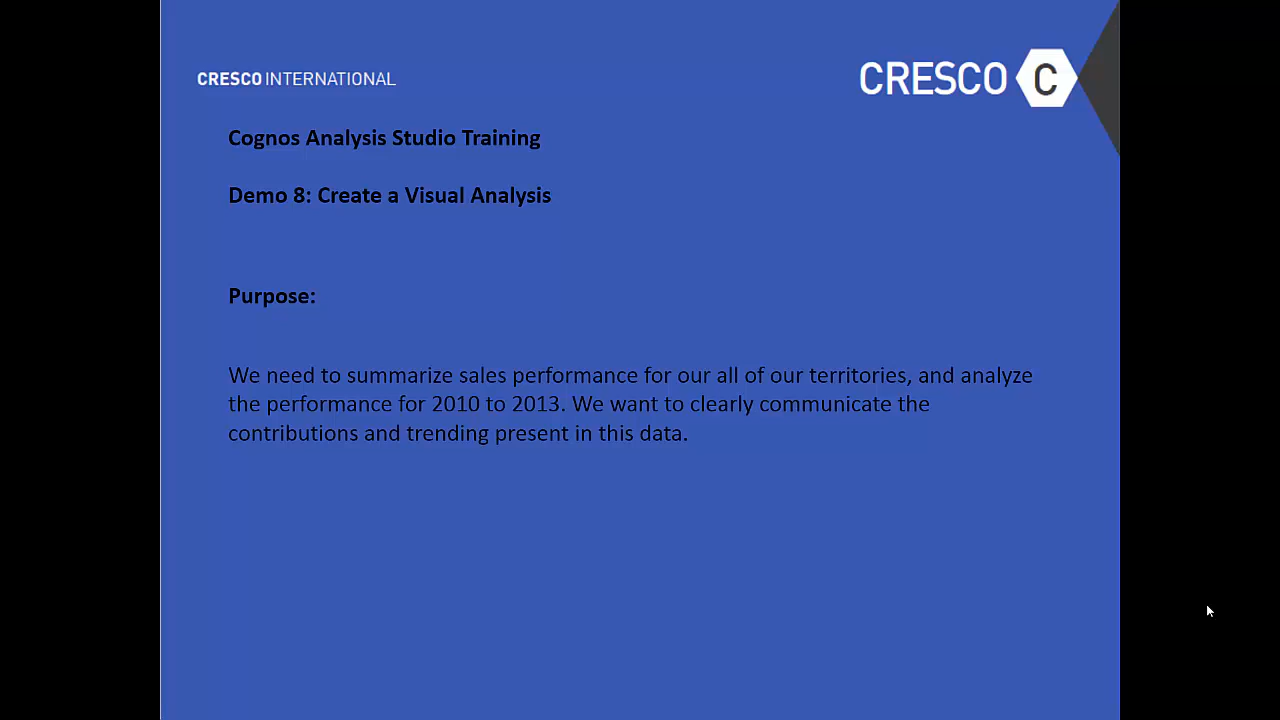 CRESCO INTERNATIONAL
CRESCO C
Cognos Analysis Studio Training
Demo 8: Create a Visual Analysis
Purpose:
We need to summarize sales performance for our all of our territories, and analyze
the performance for 2010 to 2013. We want to clearly communicate the
contributions and trending present in this data.